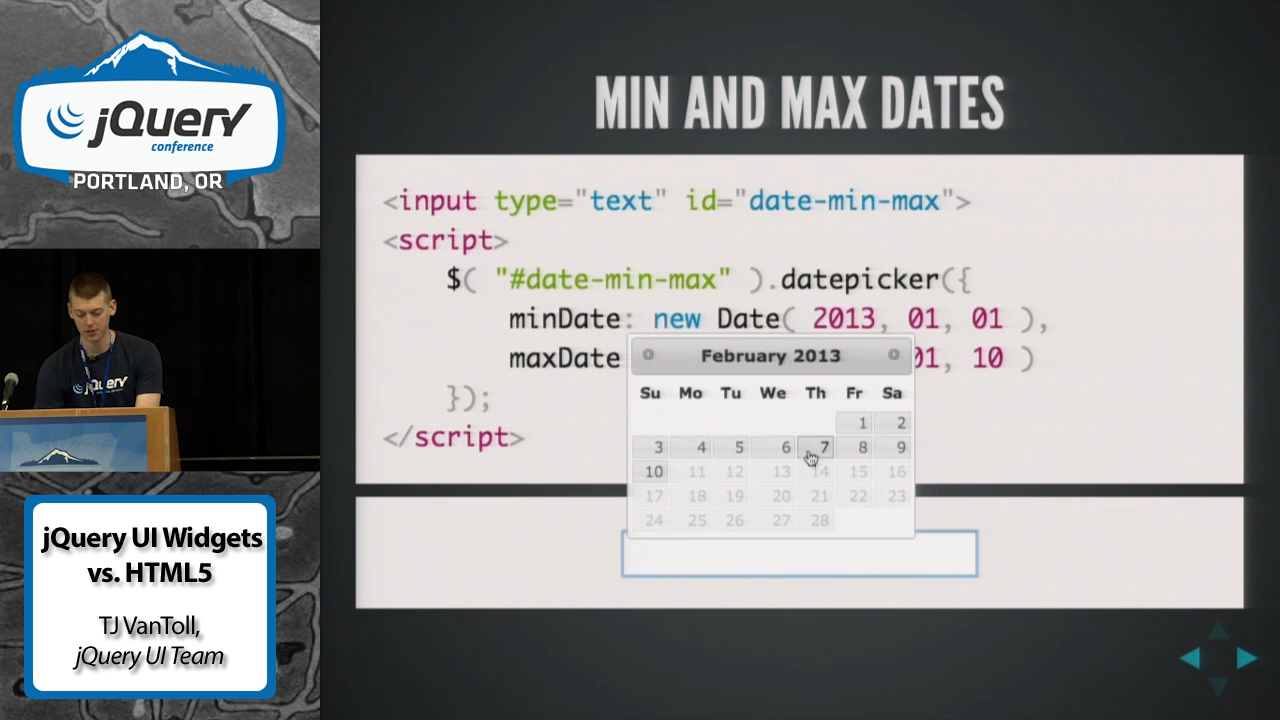 jQuery
conference
PORTLAND, OR
jQuery
jQuery UI Widgets
vs. HTML5
TJ VanToll,
jQuery UI Team
MIN AND MAX DATES
<input type="text" id="date-min-max">
<script>
$( "#date-min-max" ).datepicker({
minDate: new Date( 2013, 01, 01 ),
maxDate 01, 10 )
});
</script>
February 2013
Su Mo Tu We Th Fr Sa
1 2
3 4 5 6 7 8 9
10 11 12 13 14 15 16
17 18 19 20 21 22 23
24 25 26 27 28